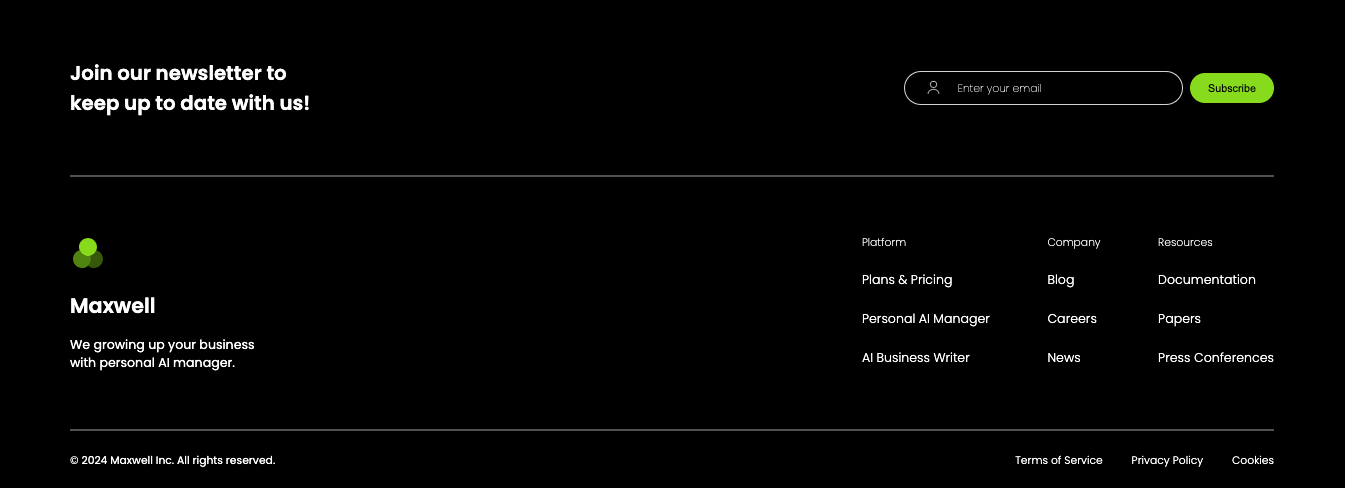 Join our newsletter to
keep up to date with us!
Enter your email
Subscribe
Maxwell
We growing up your business
with personal AI manager.
Platform
Plans & Pricing
Personal AI Manager
AI Business Writer
Company
Blog
Careers
News
Resources
Documentation
Papers
Press Conferences
© 2024 Maxwell Inc. All rights reserved.
Terms of Service
Privacy Policy
Cookies